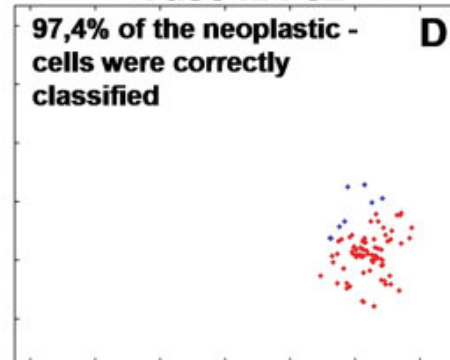 97,4% of the neoplastic - D
cells were correctly
classified